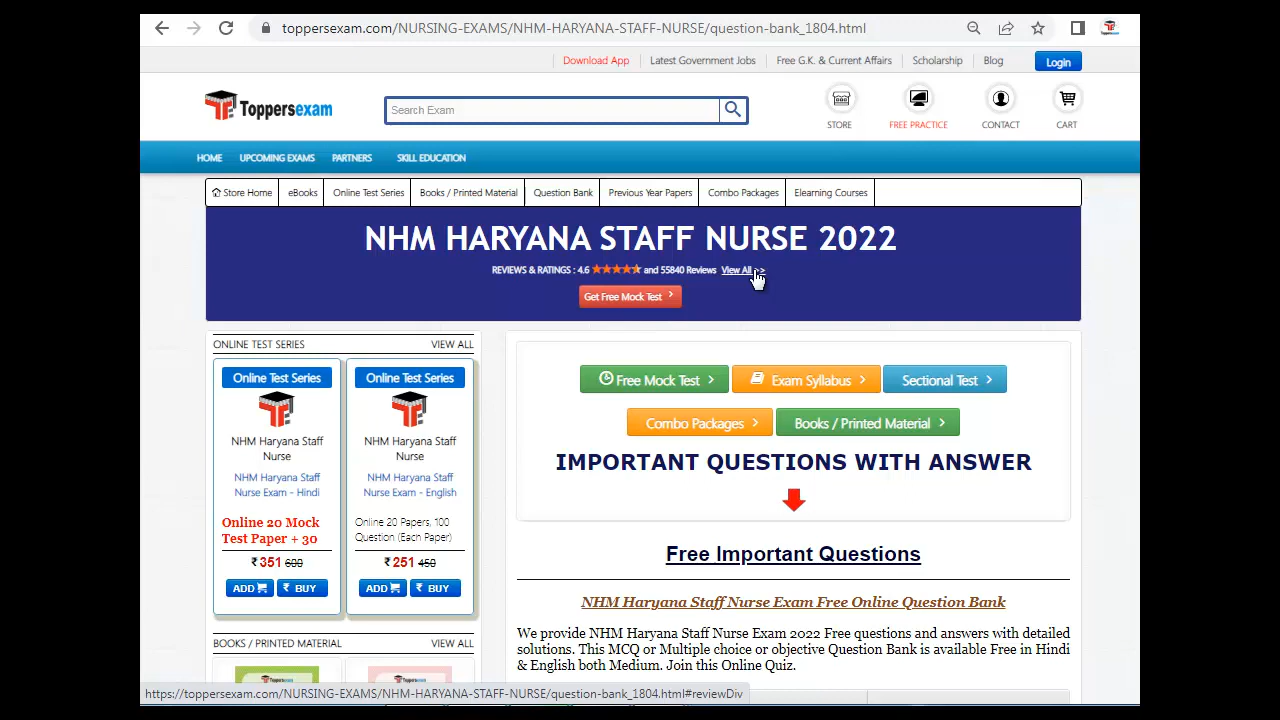 toppersexam.com/NURSING-EXAMS/NHM-HARYANA-STAFF-NURSE/question-bank_1804.html
Download App
Latest Government Jobs
Free G.K. & Current Affairs
Scholarship
Blog
Login
Toppersexam
Search Exam
STORE
FREE PRACTICE
CONTACT
CART
HOME
UPCOMING EXAMS
PARTNERS
SKILL EDUCATION
Store Home
eBooks
Online Test Series
Books / Printed Material
Question Bank
Previous Year Papers
Combo Packages
Elearning Courses
NHM HARYANA STAFF NURSE 2022
REVIEWS & RATINGS : 4.6 and 55840 Reviews View All >>
Get Free Mock Test
ONLINE TEST SERIES
VIEW ALL
Online Test Series
NHM Haryana Staff
Nurse
NHM Haryana Staff
Nurse Exam - Hindi
Online 20 Mock
Test Paper + 30
₹ 351 600
ADD
₹ BUY
Online Test Series
NHM Haryana Staff
Nurse
NHM Haryana Staff
Nurse Exam - English
Online 20 Papers, 100
Question (Each Paper)
₹ 251 450
ADD
₹ BUY
BOOKS / PRINTED MATERIAL
VIEW ALL
Toppersexam
Toppersexam
Free Mock Test
Exam Syllabus
Sectional Test
Combo Packages
Books / Printed Material
IMPORTANT QUESTIONS WITH ANSWER
Free Important Questions
NHM Haryana Staff Nurse Exam Free Online Question Bank
We provide NHM Haryana Staff Nurse Exam 2022 Free questions and answers with detailed
solutions. This MCQ or Multiple choice or objective Question Bank is available Free in Hindi
& English both Medium. Join this Online Quiz.
https://toppersexam.com/NURSING-EXAMS/NHM-HARYANA-STAFF-NURSE/question-bank_1804.html#reviewDiv